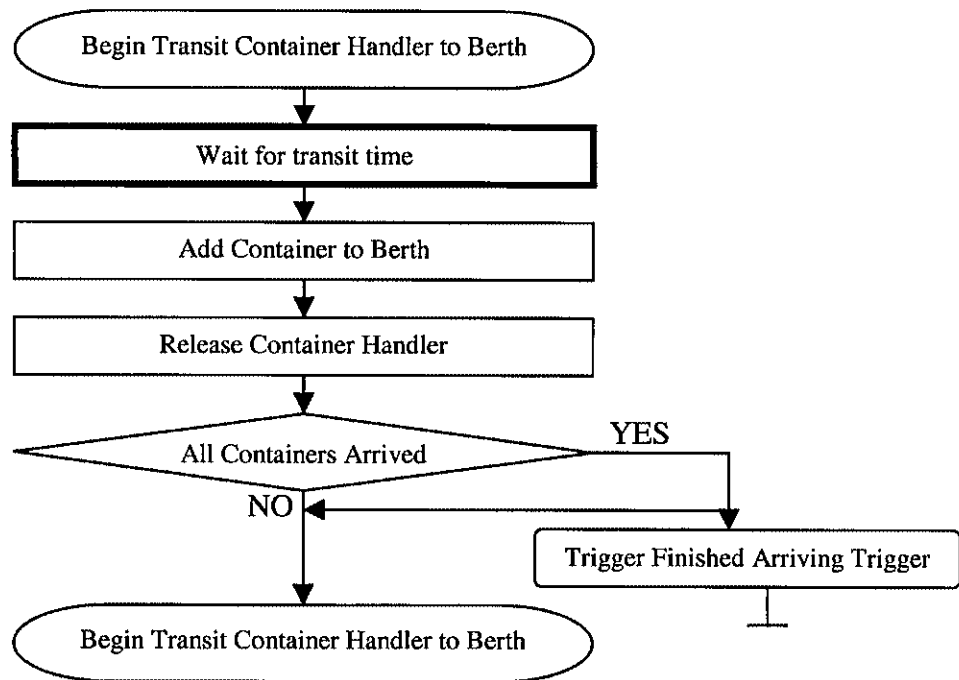 Begin Transit Container Handler to Berth
Wait for transit time
Add Container to Berth
Release Container Handler
All Containers Arrived
YES
NO
Trigger Finished Arriving Trigger
Begin Transit Container Handler to Berth